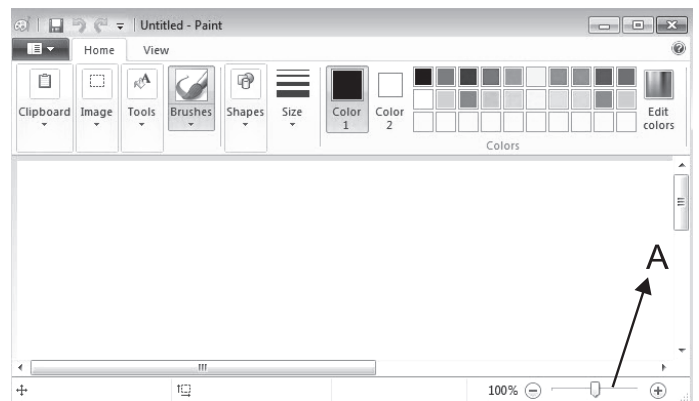 Untitled - Paint
Home View
Clipboard Image Tools Brushes Shapes Size Color 1 Color 2 Edit colors
Colors
A
100%